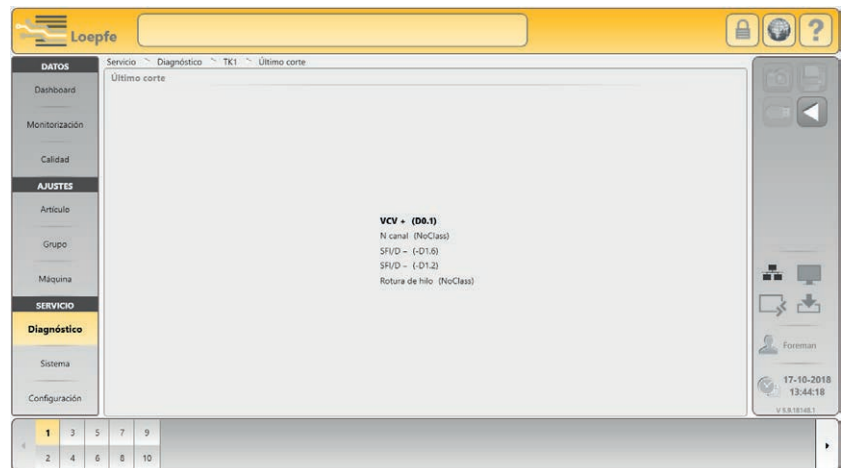 Loepfe
?
DATOS
Dashboard
Monitorización
Calidad
AJUSTES
Artículo
Grupo
Máquina
SERVICIO
Diagnóstico
Sistema
Configuración
Servicio Diagnóstico TK1 Último corte
Último corte
VCV + (D0.1)
N canal (NoClass)
SFI/D - (-D1.6)
SFI/D - (-D1.2)
Rotura de hilo (NoClass)
Foreman
17-10-2018
13:44:18
1 3 5 7 9
2 4 6 8 10